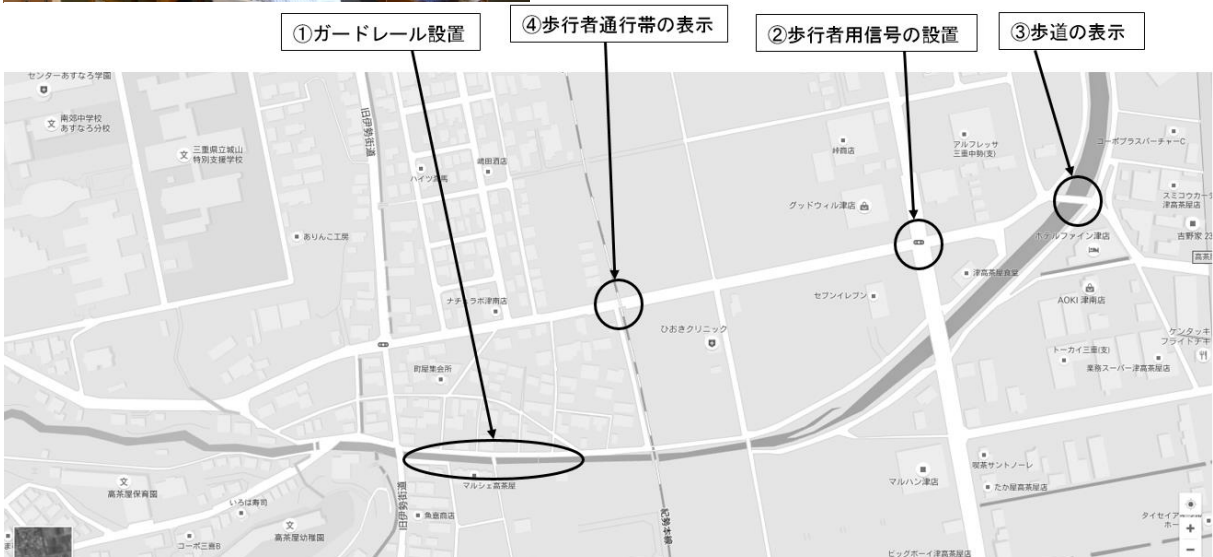 ①ガードレール設置
④歩行者通行帯の表示
②歩行者用信号の設置
③歩道の表示
センターあすなろ学園
南郊中学校
あすなろ分校
三重県立城山
特別支援学校
旧伊勢街道
嶋田酒店
ありんこ工房
峠商店
アルフレッサ
三重中勢(支)
コーポプラスパーチャーC
グッドウィル津店
スミコウカーテ
津高茶屋店
吉野家 23
ホテルファイン津店
高茶
津高茶屋食堂
セブンイレブン
AOKI 津南店
ナチュラボ津南店
ひおきクリニック
ケンタッキ
フライトチキ
トーカイ三重(支)
業務スーパー津高茶屋店
町屋集会所
マルシェ高茶屋
高茶屋保育園
いろは寿司
旧伊勢街道
魚倉商店
紀勢本線
マルハン津店
喫茶サントノーレ
たか屋高茶屋店
高茶屋幼稚園
コーポ三善B
タイセイア
ホー
ビッグボーイ津高茶屋店
+
−